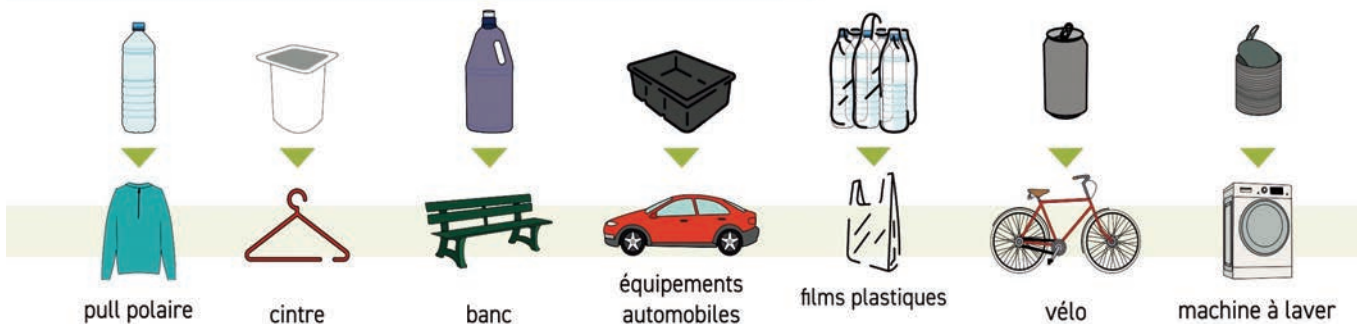 pull polaire
cintre
banc
équipements
automobiles
films plastiques
vélo
machine à laver